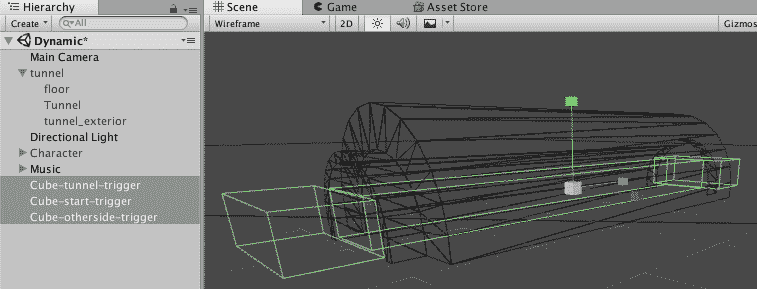 Hierarchy
Create All
Dynamic*
Main Camera
tunnel
floor
Tunnel
tunnel_exterior
Directional Light
Character
Music
Cube-tunnel-trigger
Cube-start-trigger
Cube-otherside-trigger
Scene Game Asset Store
Wireframe 2D Gizmos